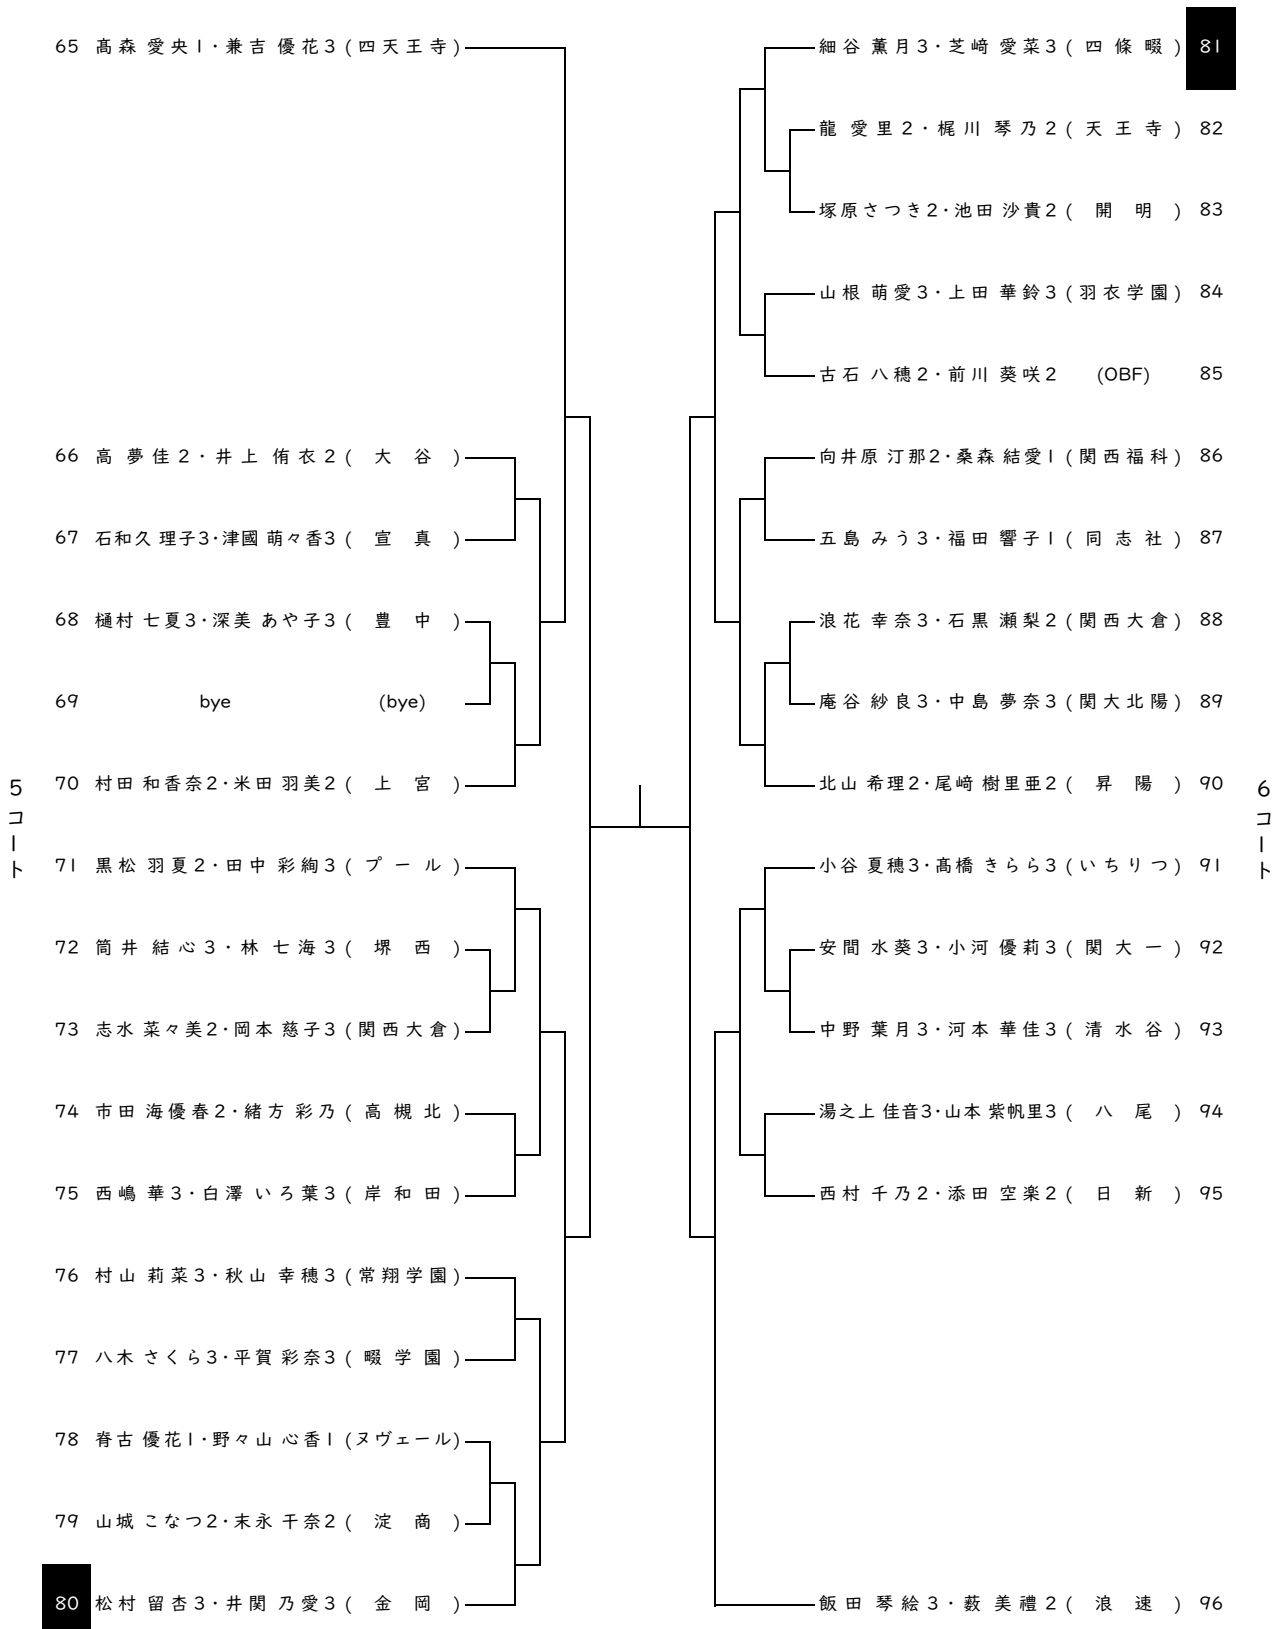 65 髙森 愛央1・兼吉 優花3 (四天王寺)
66 高 夢佳2・井上 侑衣2 (大谷)
67 石和久 理子3・津國 萌々香3 (宣真)
68 樋村 七夏3・深美 あや子3 (豊中)
69 bye (bye)
70 村田 和香奈2・米田 羽美2 (上宮)
71 黒松 羽夏2・田中 彩絢3 (プール)
72 筒井 結心3・林 七海3 (堺西)
73 志水 菜々美2・岡本 慈子3 (関西大倉)
74 市田 海優春2・緒方 彩乃 (高槻北)
75 西嶋 華3・白澤 いろ葉3 (岸和田)
76 村山 莉菜3・秋山 幸穂3 (常翔学園)
77 八木 さくら3・平賀 彩奈3 (畷学園)
78 脊古 優花1・野々山 心香1 (ヌヴェール)
79 山城 こなつ2・末永 千奈2 (淀商)
80 松村 留杏3・井関 乃愛3 (金岡)
5コート
細谷 薫月3・芝﨑 愛菜3 (四條畷) 81
龍 愛里2・梶川 琴乃2 (天王寺) 82
塚原さつき2・池田 沙貴2 (開明) 83
山根 萌愛3・上田 華鈴3 (羽衣学園) 84
古石 八穂2・前川 葵咲2 (OBF) 85
向井原 汀那2・桑森 結愛1 (関西福科) 86
五島 みう3・福田 響子1 (同志社) 87
浪花 幸奈3・石黒 瀬梨2 (関西大倉) 88
庵谷 紗良3・中島 夢奈3 (関大北陽) 89
北山 希理2・尾﨑 樹里亜2 (昇陽) 90
小谷 夏穂3・髙橋 きらら3 (いちりつ) 91
安間 水葵3・小河 優莉3 (関大一) 92
中野 葉月3・河本 華佳3 (清水谷) 93
湯之上 佳音3・山本 紫帆里3 (八尾) 94
西村 千乃2・添田 空楽2 (日新) 95
飯田 琴絵3・薮 美禮2 (浪速) 96
6コート